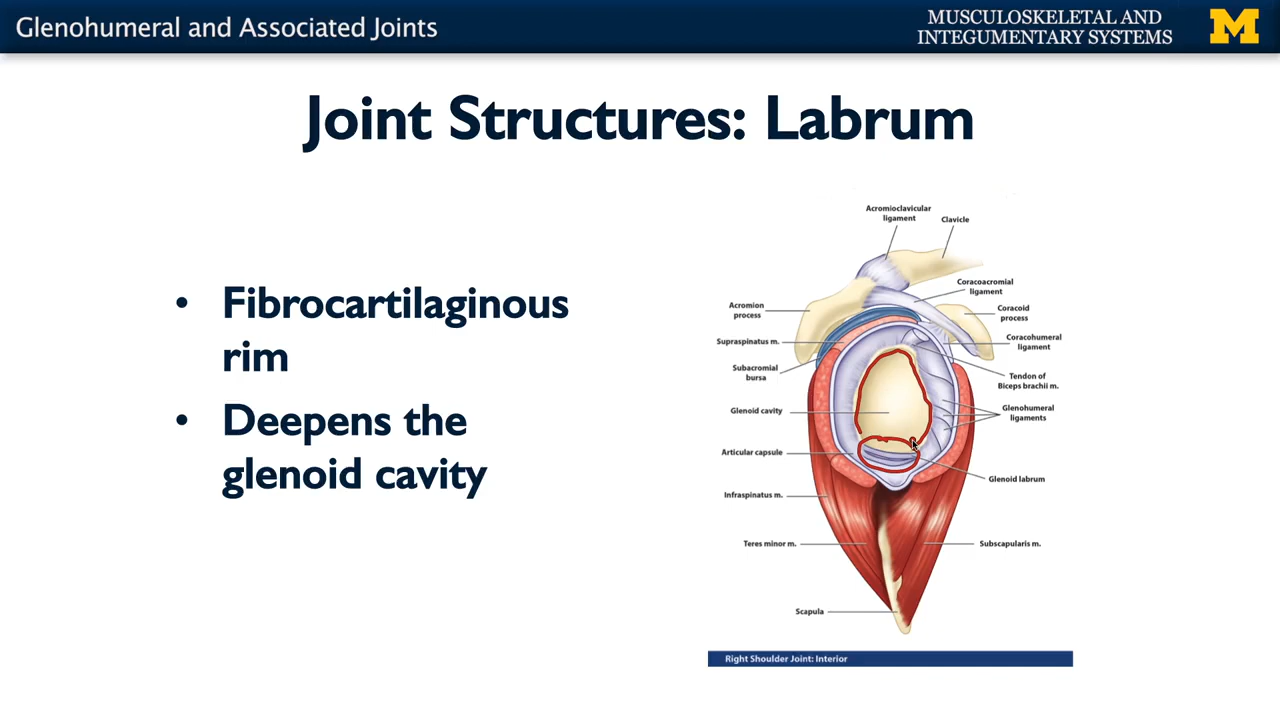 Glenohumeral and Associated Joints
MUSCULOSKELETAL AND
INTEGUMENTARY SYSTEMS
M
Joint Structures: Labrum
• Fibrocartilaginous
rim
• Deepens the
glenoid cavity
Acromioclavicular
ligament
Clavicle
Coracoacromial
ligament
Acromion
process
Coracoid
process
Supraspinatus m.
Coracohumeral
ligament
Subacromial
bursa
Tendon of
Biceps brachii m.
Glenoid cavity
Glenohumeral
ligaments
Articular capsule
Glenoid labrum
Infraspinatus m.
Teres minor m.
Subscapularis m.
Scapula
Right Shoulder Joint: Interior